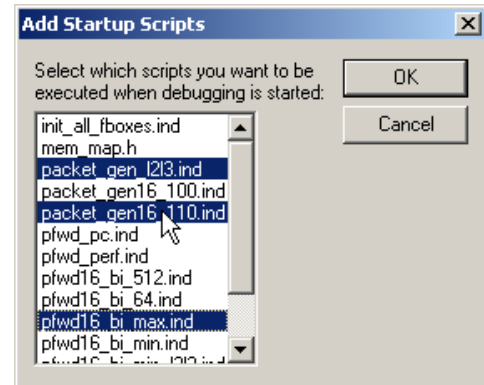 Add Startup Scripts
Select which scripts you want to be
executed when debugging is started:
OK
Cancel
init_all_fboxes.ind
mem_map.h
packet_gen_l2l3.ind
packet_gen16_100.ind
packet_gen16_110.ind
pfwd_pc.ind
pfwd_perf.ind
pfwd16_bi_512.ind
pfwd16_bi_64.ind
pfwd16_bi_max.ind
pfwd16_bi_min.ind
pfwd16_bi_min_l2l3.ind